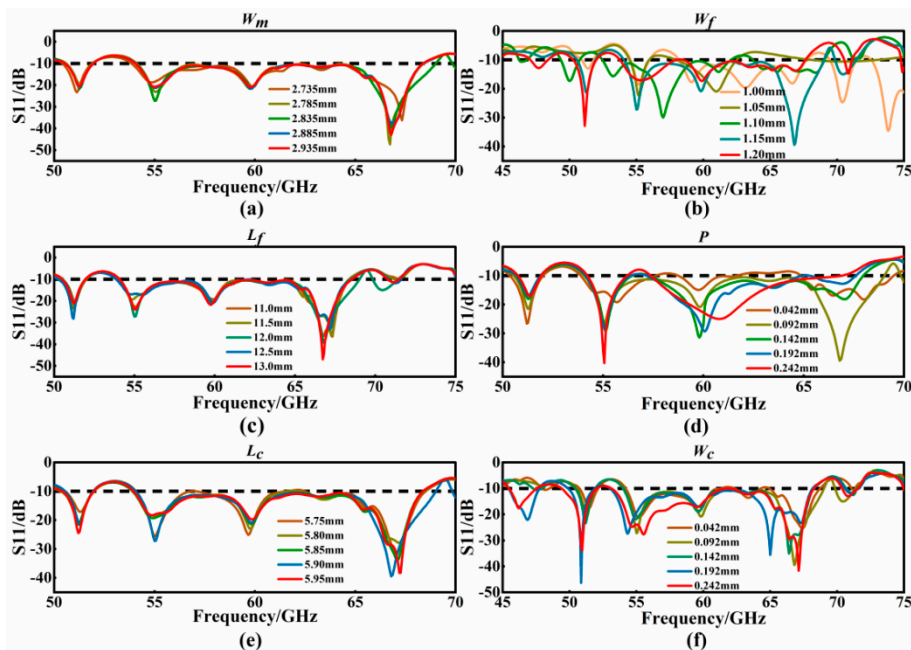 W_m
S11/dB
0
-10
-20
-30
-40
-50
2.735mm
2.785mm
2.835mm
2.885mm
2.935mm
50 55 60 65 70
Frequency/GHz
(a)
W_f
S11/dB
0
-10
-20
-30
-40
1.00mm
1.05mm
1.10mm
1.15mm
1.20mm
45 50 55 60 65 70 75
Frequency/GHz
(b)
L_f
S11/dB
0
-10
-20
-30
-40
-50
11.0mm
11.5mm
12.0mm
12.5mm
13.0mm
50 55 60 65 70 75
Frequency/GHz
(c)
P
S11/dB
0
-10
-20
-30
-40
0.042mm
0.092mm
0.142mm
0.192mm
0.242mm
50 55 60 65 70
Frequency/GHz
(d)
L_c
S11/dB
0
-10
-20
-30
-40
5.75mm
5.80mm
5.85mm
5.90mm
5.95mm
50 55 60 65 70
Frequency/GHz
(e)
W_c
S11/dB
0
-10
-20
-30
-40
-50
0.042mm
0.092mm
0.142mm
0.192mm
0.242mm
45 50 55 60 65 70 75
Frequency/GHz
(f)